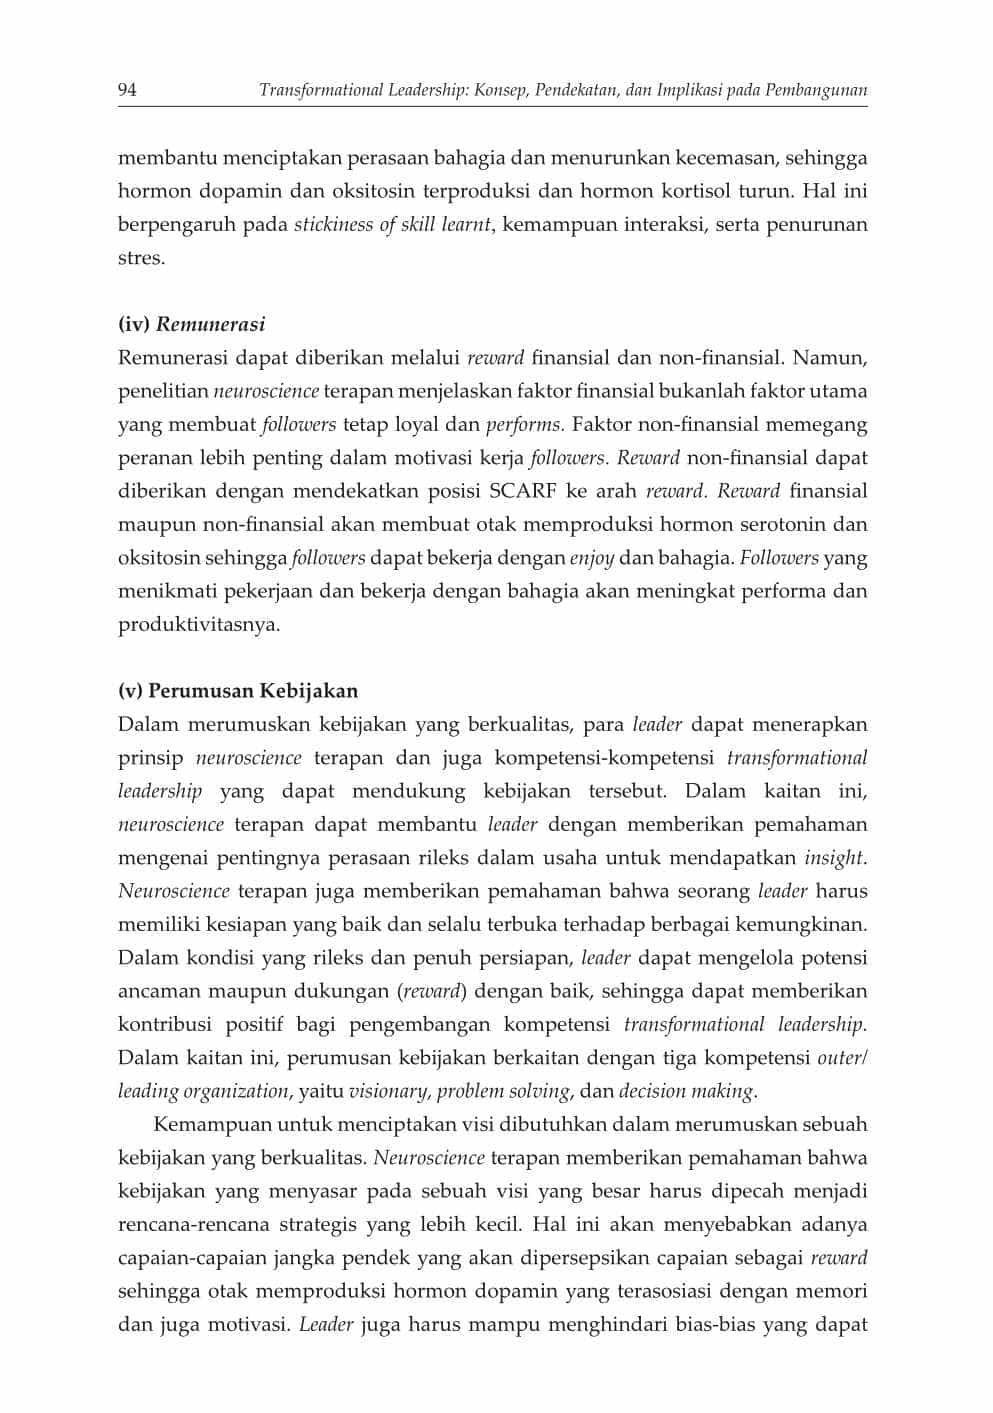 94
Transformational Leadership: Konsep, Pendekatan, dan Implikasi pada Pembangunan
membantu menciptakan perasaan bahagia dan menurunkan kecemasan, sehingga
hormon dopamin dan oksitosin terproduksi dan hormon kortisol turun. Hal ini
berpengaruh pada stickiness of skill learnt, kemampuan interaksi, serta penurunan
stres.
(iv) Remunerasi
Remunerasi dapat diberikan melalui reward finansial dan non-finansial. Namun,
penelitian neuroscience terapan menjelaskan faktor finansial bukanlah faktor utama
yang membuat followers tetap loyal dan performs. Faktor non-finansial memegang
peranan lebih penting dalam motivasi kerja followers. Reward non-finansial dapat
diberikan dengan mendekatkan posisi SCARF ke arah reward. Reward finansial
maupun non-finansial akan membuat otak memproduksi hormon serotonin dan
oksitosin sehingga followers dapat bekerja dengan enjoy dan bahagia. Followers yang
menikmati pekerjaan dan bekerja dengan bahagia akan meningkat performa dan
produktivitasnya.
(v) Perumusan Kebijakan
Dalam merumuskan kebijakan yang berkualitas, para leader dapat menerapkan
prinsip neuroscience terapan dan juga kompetensi-kompetensi transformational
leadership yang dapat mendukung kebijakan tersebut. Dalam kaitan ini,
neuroscience terapan dapat membantu leader dengan memberikan pemahaman
mengenai pentingnya perasaan rileks dalam usaha untuk mendapatkan insight.
Neuroscience terapan juga memberikan pemahaman bahwa seorang leader harus
memiliki kesiapan yang baik dan selalu terbuka terhadap berbagai kemungkinan.
Dalam kondisi yang rileks dan penuh persiapan, leader dapat mengelola potensi
ancaman maupun dukungan (reward) dengan baik, sehingga dapat memberikan
kontribusi positif bagi pengembangan kompetensi transformational leadership.
Dalam kaitan ini, perumusan kebijakan berkaitan dengan tiga kompetensi outer/
leading organization, yaitu visionary, problem solving, dan decision making.
Kemampuan untuk menciptakan visi dibutuhkan dalam merumuskan sebuah
kebijakan yang berkualitas. Neuroscience terapan memberikan pemahaman bahwa
kebijakan yang menyasar pada sebuah visi yang besar harus dipecah menjadi
rencana-rencana strategis yang lebih kecil. Hal ini akan menyebabkan adanya
capaian-capaian jangka pendek yang akan dipersepsikan capaian sebagai reward
sehingga otak memproduksi hormon dopamin yang terasosiasi dengan memori
dan juga motivasi. Leader juga harus mampu menghindari bias-bias yang dapat